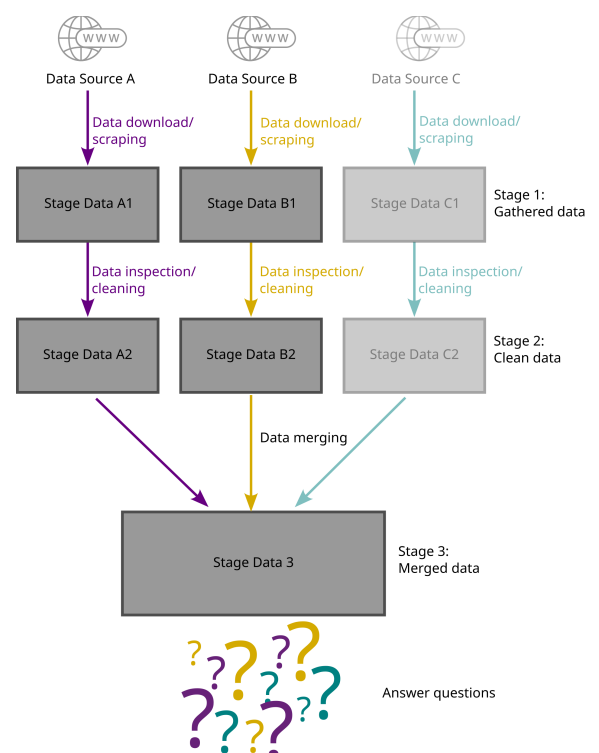 WWW
WWW
WWW
Data Source A
Data Source B
Data Source C
Data download/
scraping
Data download/
scraping
Data download/
scraping
Stage Data A1
Stage Data B1
Stage Data C1
Stage 1:
Gathered data
Data inspection/
cleaning
Data inspection/
cleaning
Data inspection/
cleaning
Stage Data A2
Stage Data B2
Stage Data C2
Stage 2:
Clean data
Data merging
Stage Data 3
Stage 3:
Merged data
? ? ? ? ? ? ? ? ? ? ? ? ?
Answer questions